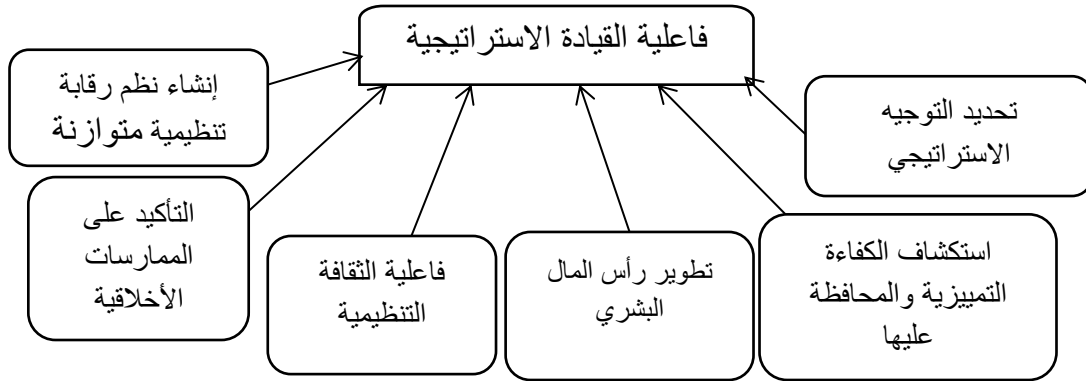 فاعلية القيادة الاستراتيجية
تحديد التوجيه
الاستراتيجي
استكشاف الكفاءة
التمييزية والمحافظة
عليها
تطوير رأس المال
البشري
فاعلية الثقافة
التنظيمية
التأكيد على
الممارسات
الأخلاقية
إنشاء نظم رقابة
تنظيمية متوازنة